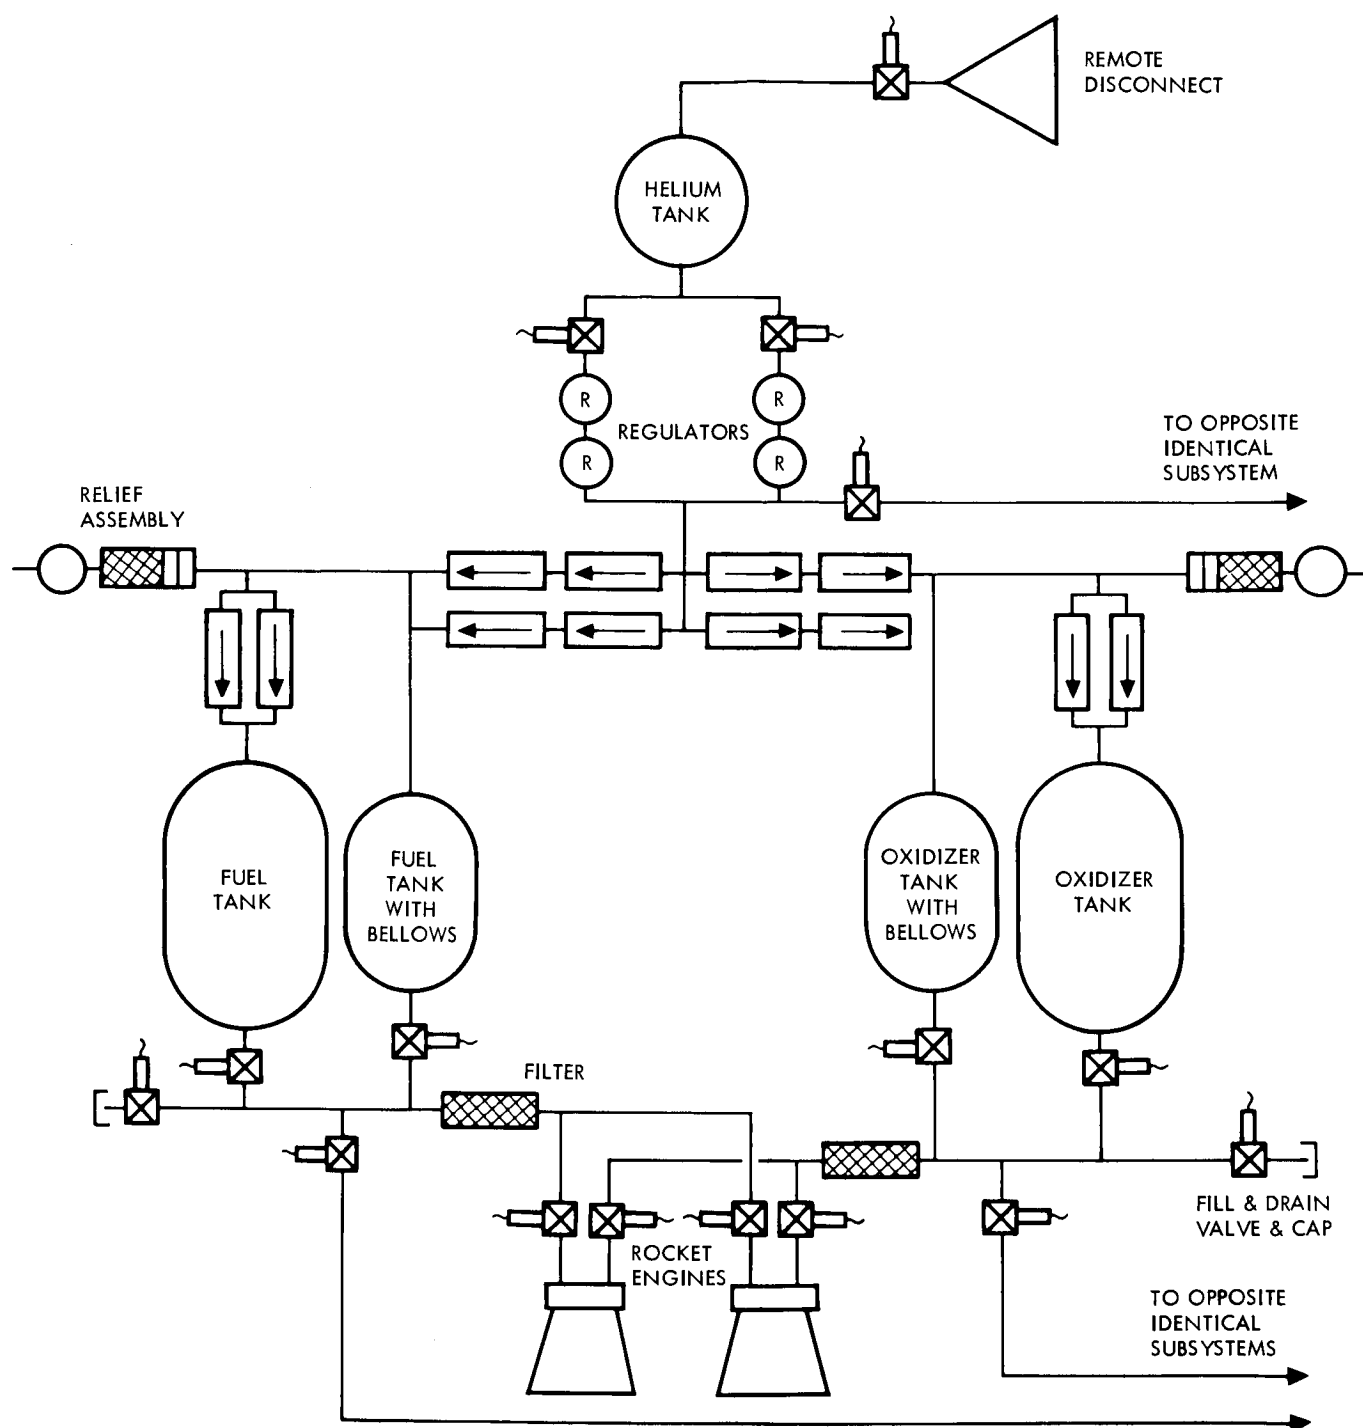 REMOTE
DISCONNECT
HELIUM
TANK
R
R
REGULATORS
R
R
TO OPPOSITE
IDENTICAL
SUBSYSTEM
RELIEF
ASSEMBLY
FUEL
TANK
FUEL
TANK
WITH
BELLOWS
OXIDIZER
TANK
WITH
BELLOWS
OXIDIZER
TANK
FILTER
FILL & DRAIN
VALVE & CAP
ROCKET
ENGINES
TO OPPOSITE
IDENTICAL
SUBSYSTEMS